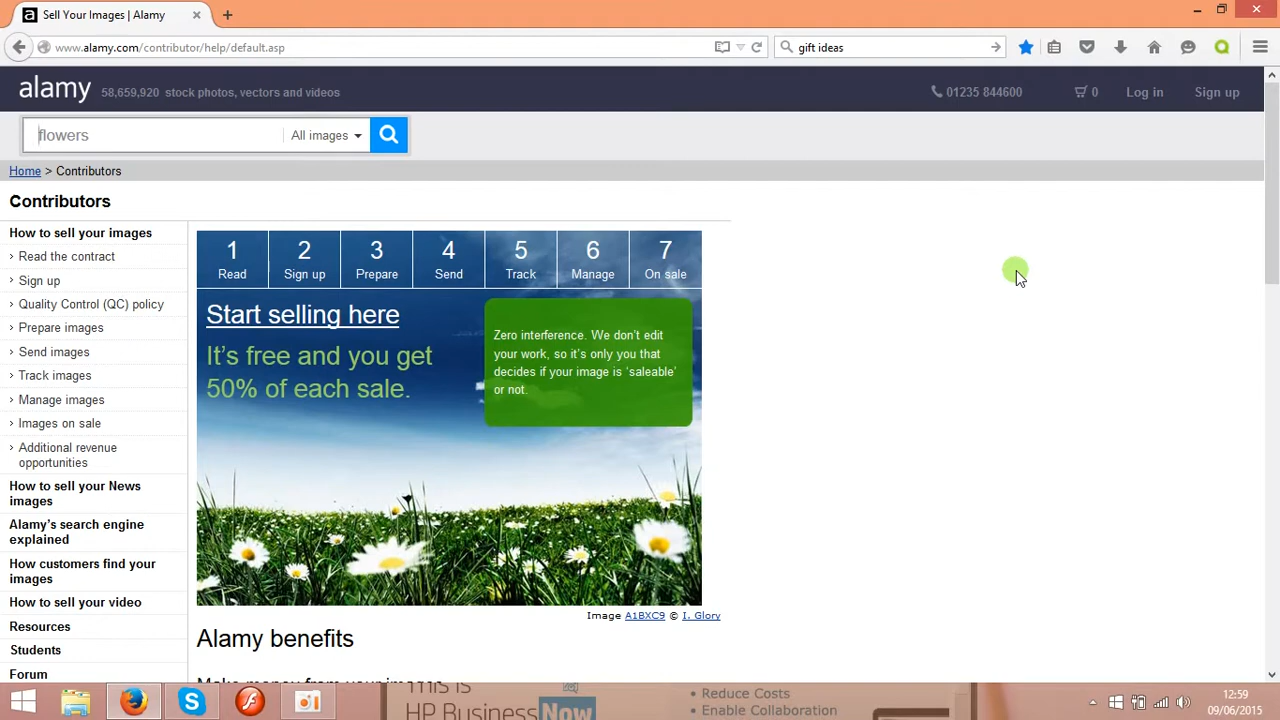 Sell Your Images | Alamy
www.alamy.com/contributor/help/default.asp
gift ideas
alamy 58,659,920 stock photos, vectors and videos
01235 844600 0 Log in Sign up
flowers All images
Home > Contributors
Contributors
How to sell your images
Read the contract
Sign up
Quality Control (QC) policy
Prepare images
Send images
Track images
Manage images
Images on sale
Additional revenue
opportunities
How to sell your News
images
Alamy's search engine
explained
How customers find your
images
How to sell your video
Resources
Students
Forum
1 2 3 4 5 6 7
Read Sign up Prepare Send Track Manage On sale
Start selling here
It's free and you get
50% of each sale.
Zero interference. We don't edit
your work, so it's only you that
decides if your image is 'saleable'
or not.
Image A1BXC9 © I. Glory
Alamy benefits
Make money from your images
THIS IS
HP BusinessNow
• Reduce Costs
• Enable Collaboration
12:59
09/06/2015